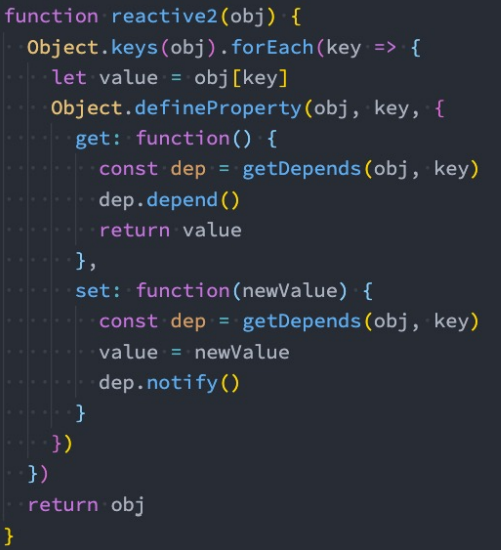 function reactive2(obj) {
  Object.keys(obj).forEach(key => {
    let value = obj[key]
    Object.defineProperty(obj, key, {
      get: function() {
        const dep = getDepends(obj, key)
        dep.depend()
        return value
      },
      set: function(newValue) {
        const dep = getDepends(obj, key)
        value = newValue
        dep.notify()
      }
    })
  })
  return obj
}